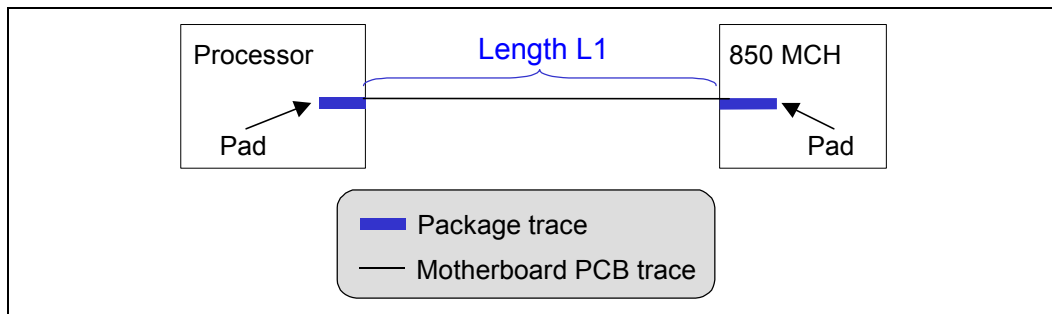 Processor
Length L1
850 MCH
Pad
Pad
Package trace
Motherboard PCB trace